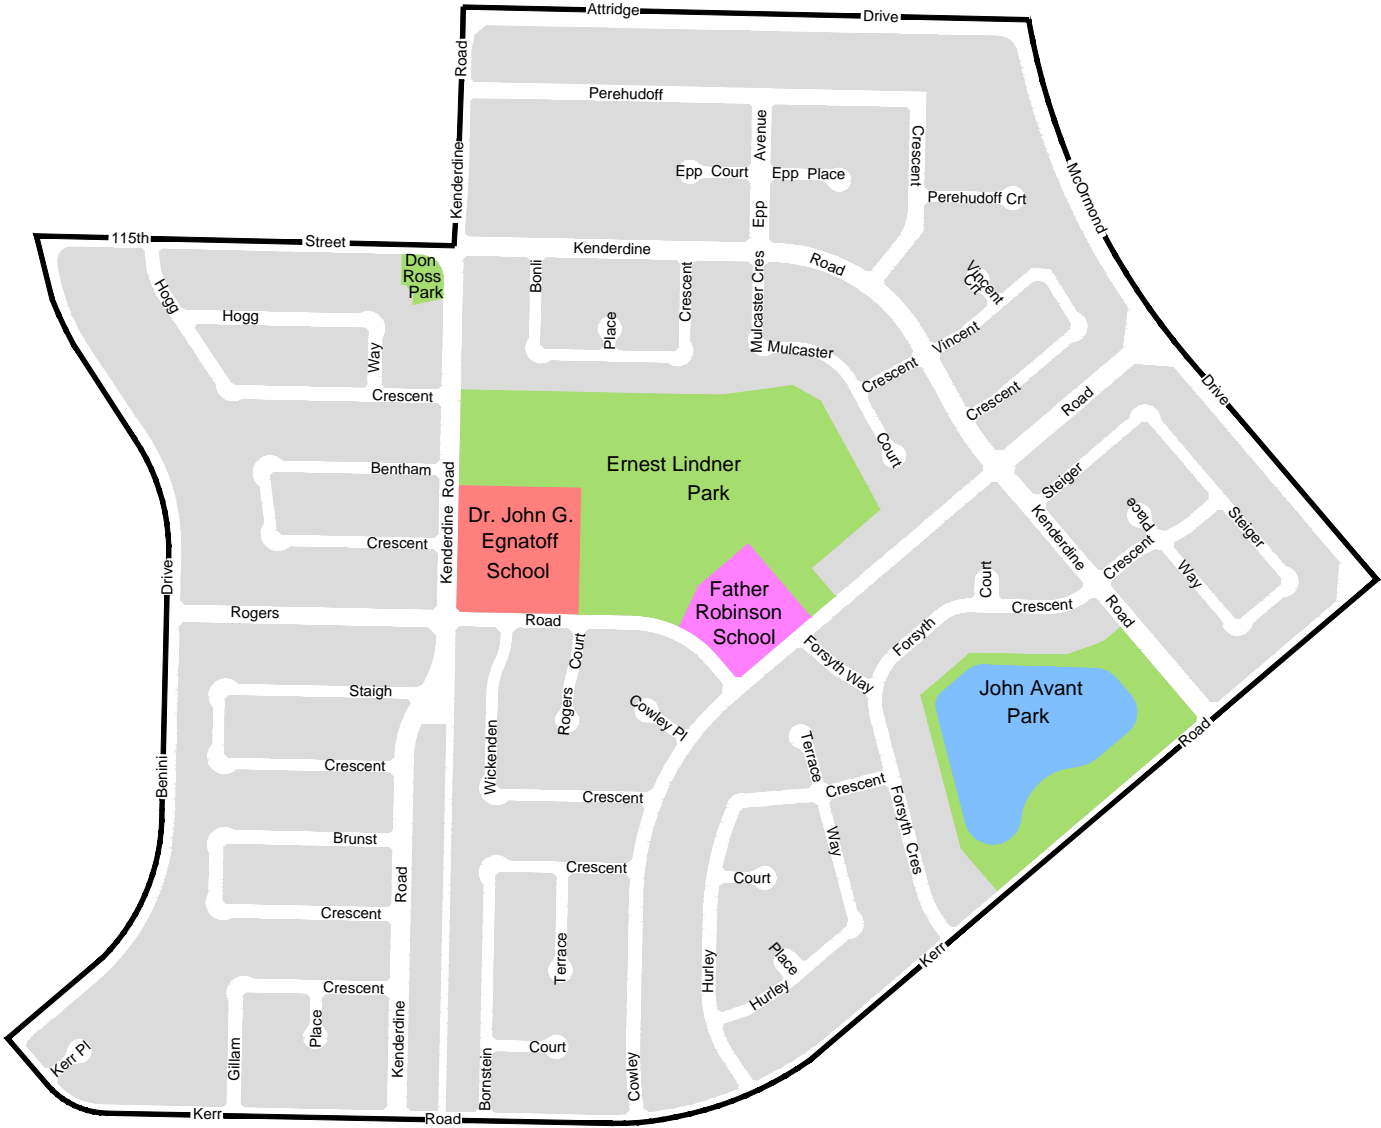 Attridge
Drive
Road
Perehudoff
Avenue
Crescent
Kenderdine
Epp Court
Epp Place
McOrmond
Perehudoff Crt
Epp
115th
Street
Kenderdine
Road
Don
Ross
Park
Bonli
Crescent
Mulcaster Cres
Vincent
Crt
Hogg
Hogg
Place
Way
Mulcaster
Vincent
Crescent
Drive
Crescent
Crescent
Road
Court
Bentham
Kenderdine Road
Ernest Lindner
Park
Steiger
Place
Steiger
Dr. John G.
Egnatoff
School
Crescent
Kenderdine
Crescent
Way
Drive
Father
Robinson
School
Court
Crescent
Road
Rogers
Road
Court
Forsyth
Forsyth Way
Staigh
Rogers
Cowley Pl
John Avant
Park
Road
Wickenden
Terrace
Crescent
Benini
Crescent
Crescent
Forsyth Cres
Brunst
Way
Road
Crescent
Court
Crescent
Terrace
Hurley
Place
Kerr
Crescent
Hurley
Place
Kenderdine
Kerr Pl
Gillam
Court
Bornstein
Cowley
Kerr
Road